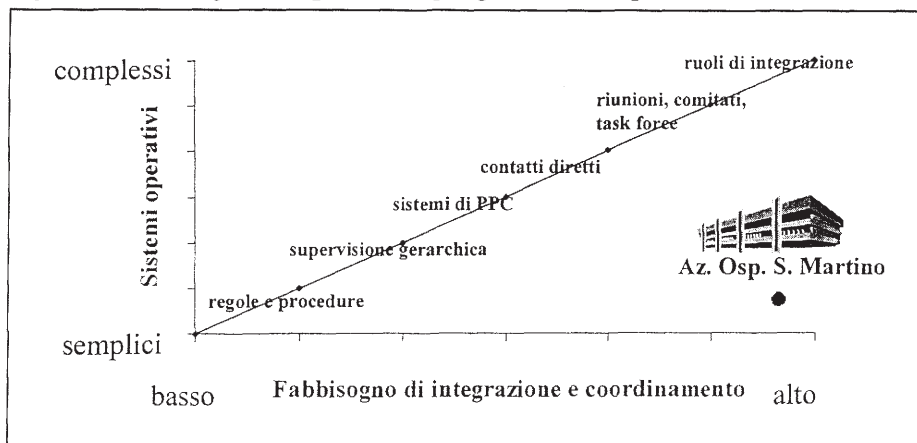 complessi
Sistemi operativi
ruoli di integrazione
riunioni, comitati,
task force
contatti diretti
sistemi di PPC
supervisione gerarchica
regole e procedure
Az. Osp. S. Martino
semplici
basso
Fabbisogno di integrazione e coordinamento
alto